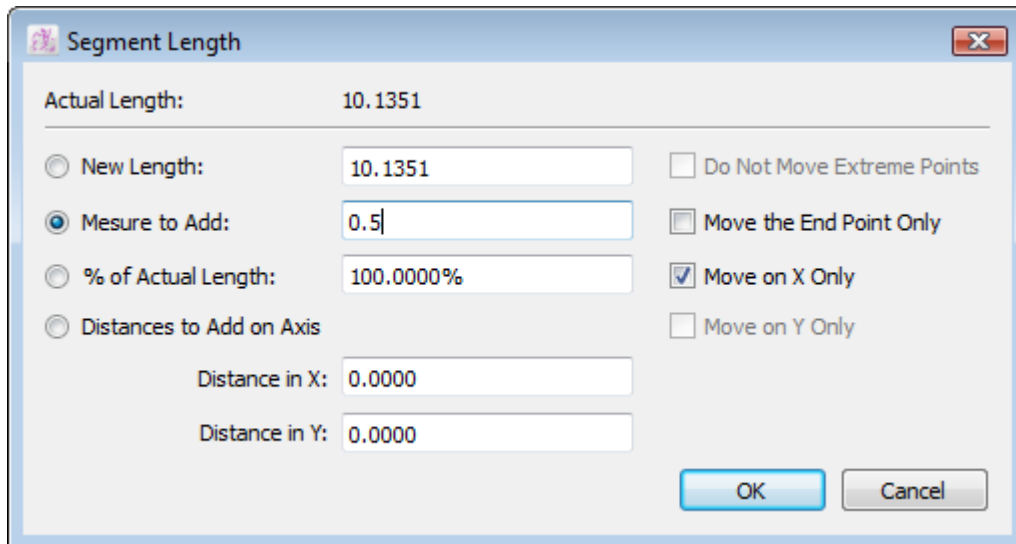 Segment Length
Actual Length: 10.1351
New Length: 10.1351 Do Not Move Extreme Points
Mesure to Add: 0.5 Move the End Point Only
% of Actual Length: 100.0000% Move on X Only
Distances to Add on Axis Move on Y Only
Distance in X: 0.0000
Distance in Y: 0.0000
OK Cancel